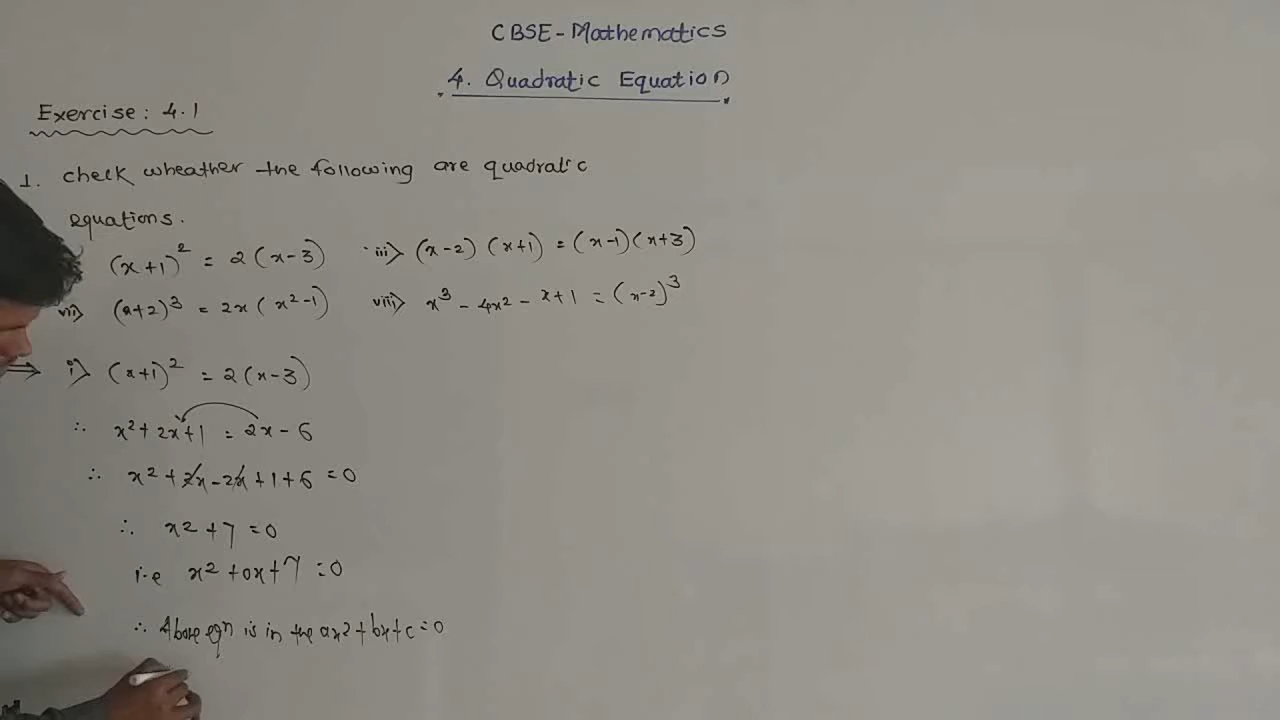 CBSE - Mathematics
4. Quadratic Equation
Exercise: 4.1
1. check wheather the following are quadratic
equations.
(x+1)² = 2(x-3) iii) (x-2)(x+1) = (x-1)(x+3)
vii) (x+2)³ = 2x(x²-1) viii) x³ - 4x² - x + 1 = (x-2)³
⇒ i) (x+1)² = 2(x-3)
∴ x² + 2x + 1 = 2x - 6
∴ x² + 2x - 2x + 1 + 6 = 0
∴ x² + 7 = 0
i.e x² + 0x + 7 = 0
∴ Above eqn is in the ax² + bx + c = 0